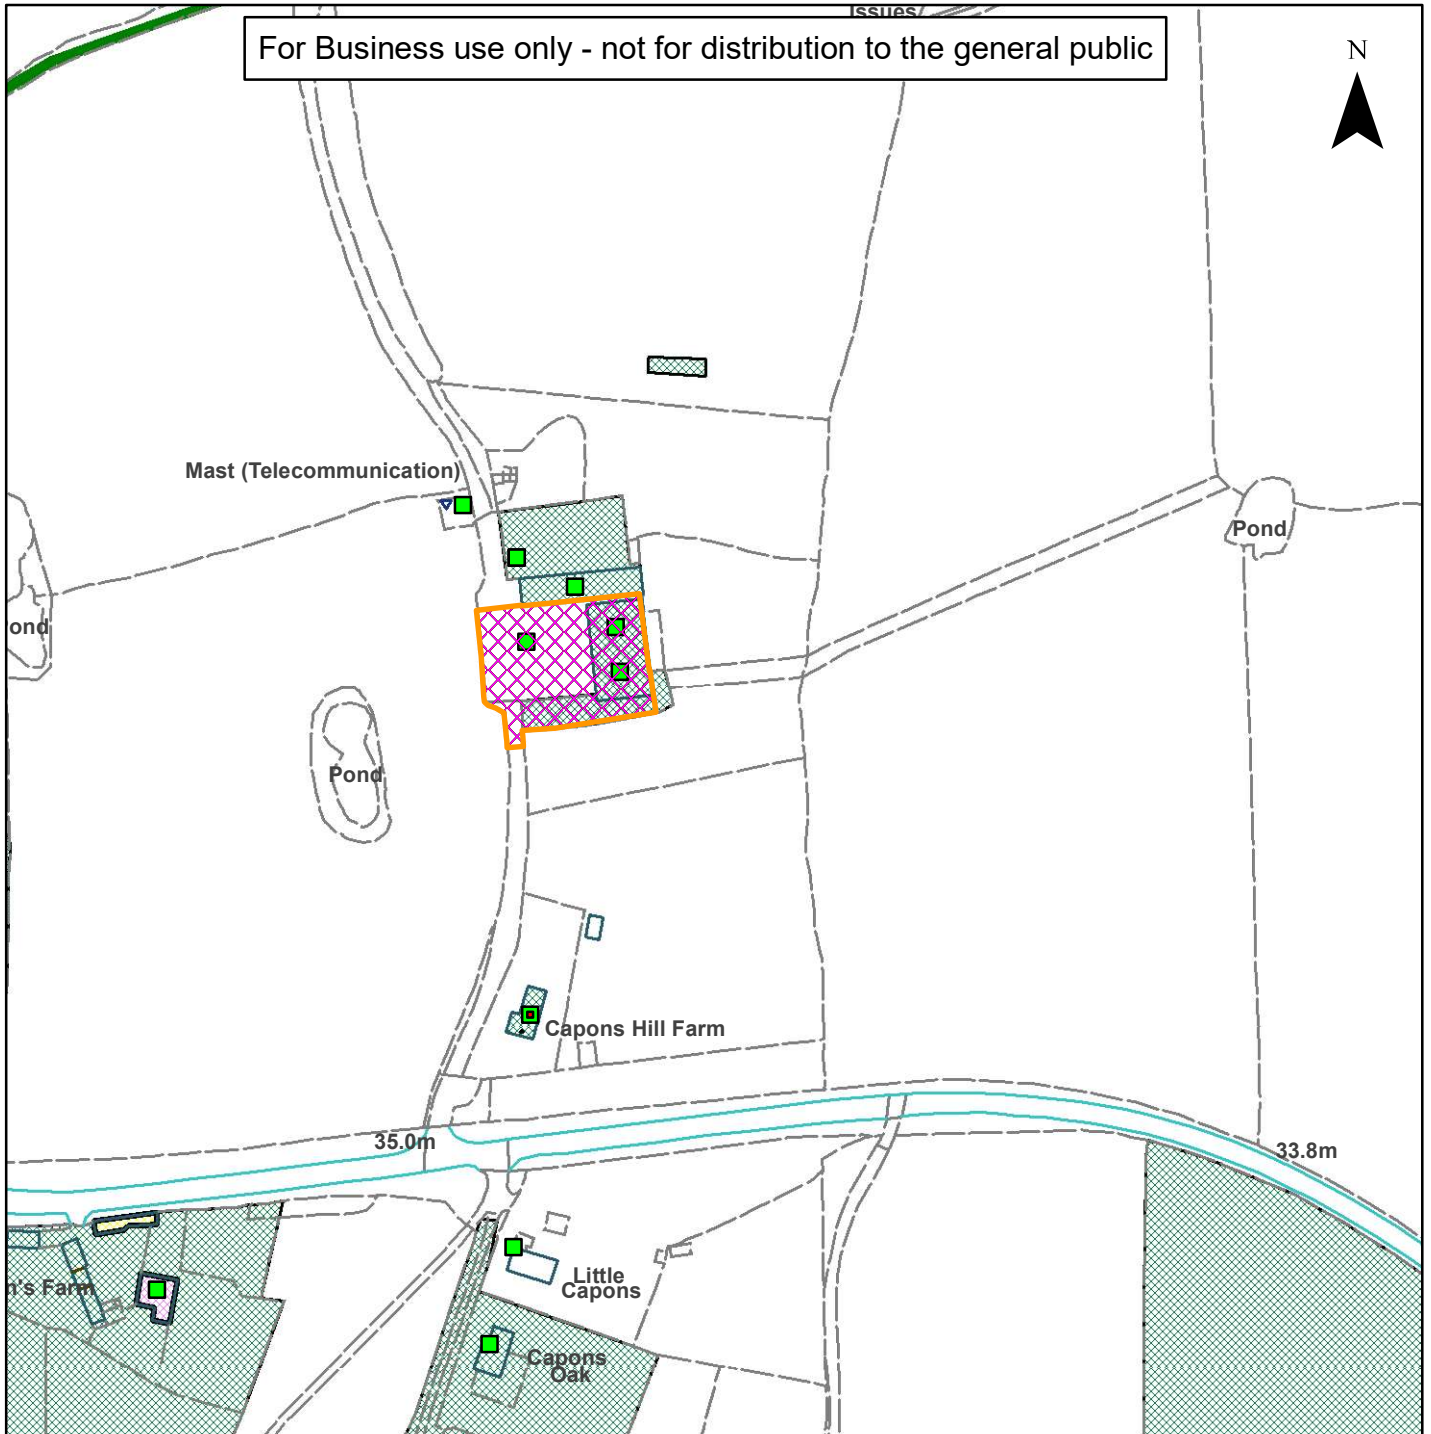 Issues
For Business use only - not for distribution to the general public
N
Mast (Telecommunication)
Pond
ond
Pond
Capons Hill Farm
35.0m
33.8m
n's Farm
Little
Capons
Capons
Oak